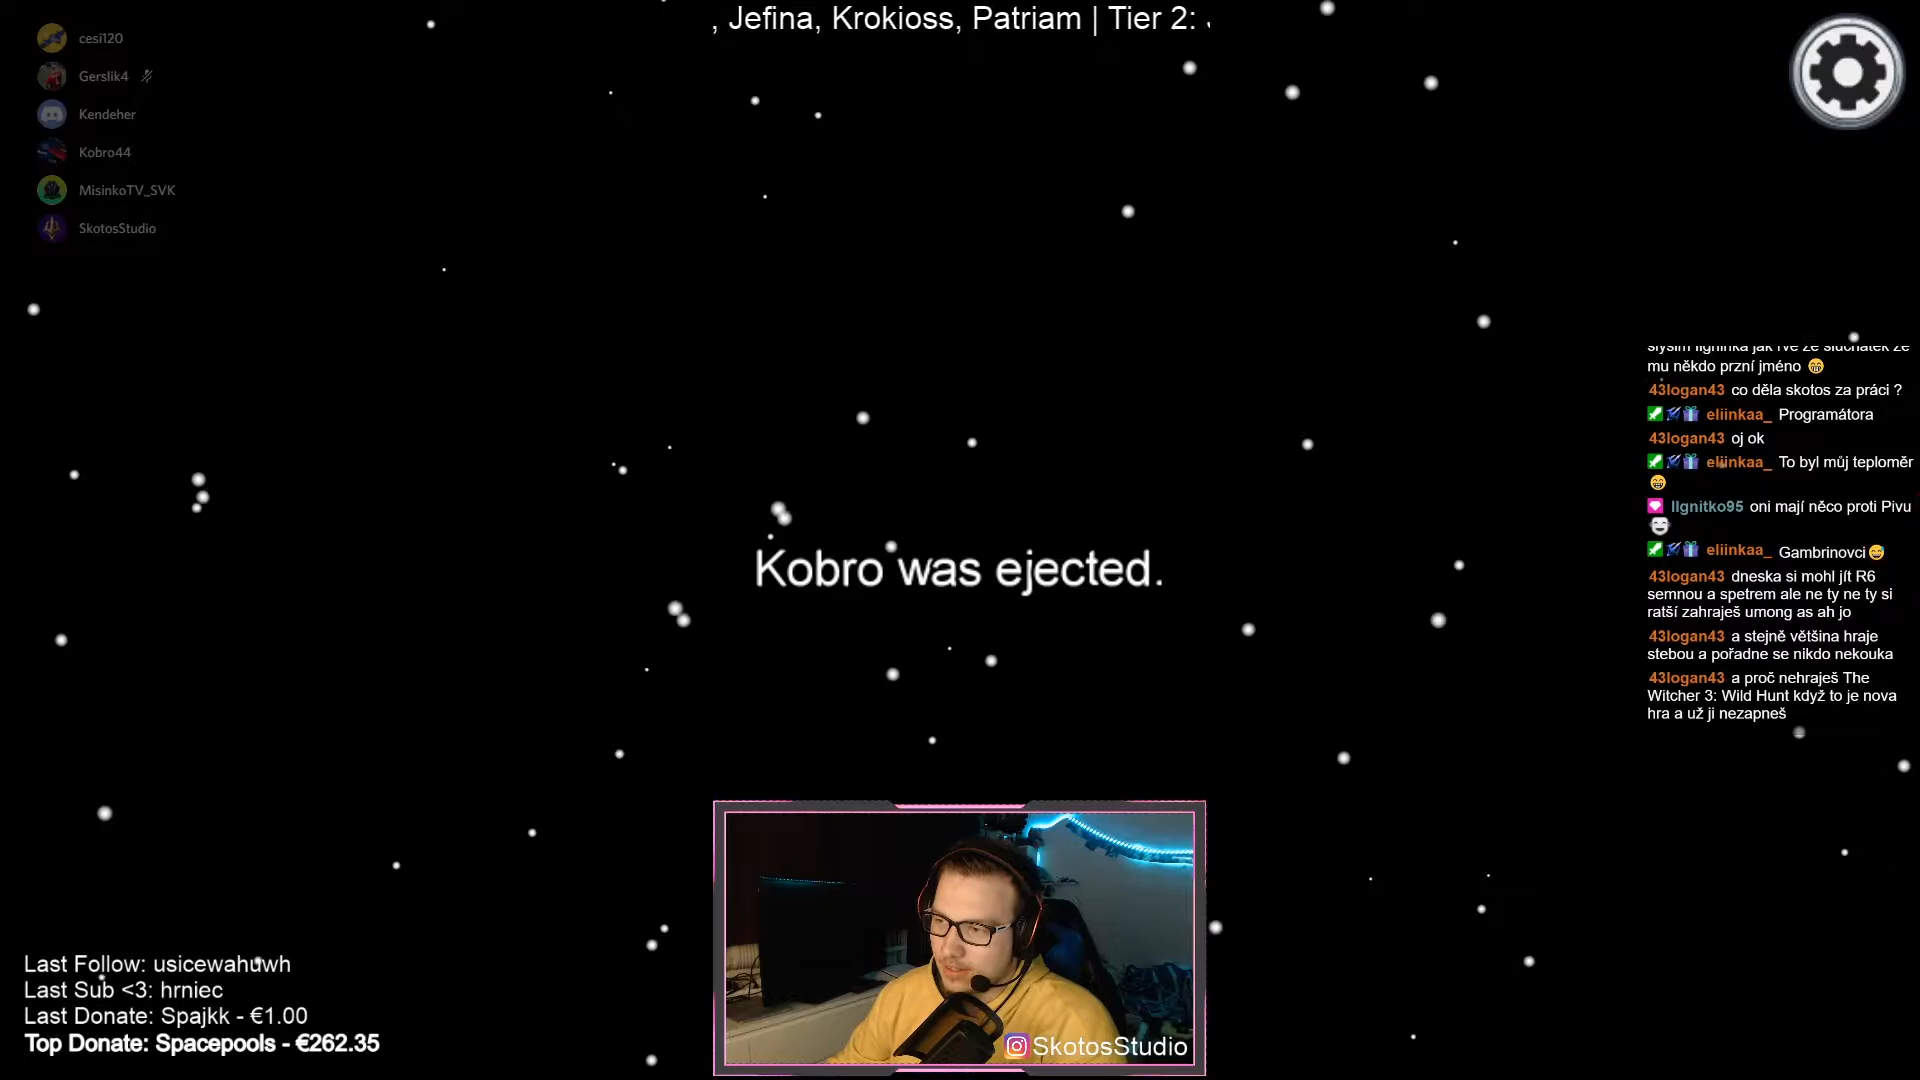 , Jefina, Krokioss, Patriam | Tier 2:
cesi120
Gerslik4
Kendeher
Kobro44
MisinkoTV_SVK
SkotosStudio
mu někdo przní jméno 😁
43logan43 co děla skotos za práci ?
eliinkaa_ Programátora
43logan43 oj ok
eliinkaa_ To byl můj teploměr
😁
IIgnitko95 oni mají něco proti Pivu
eliinkaa_ Gambrinovci 😅
43logan43 dneska si mohl jít R6
semnou a spetrem ale ne ty ne ty si
ratší zahraješ umong as ah jo
43logan43 a stejně většina hraje
stebou a pořadne se nikdo nekouka
43logan43 a proč nehraješ The
Witcher 3: Wild Hunt když to je nova
hra a už ji nezapneš
Kobro was ejected.
Last Follow: usicewahuwh
Last Sub <3: hrniec
Last Donate: Spajkk - €1.00
Top Donate: Spacepools - €262.35
SkotosStudio